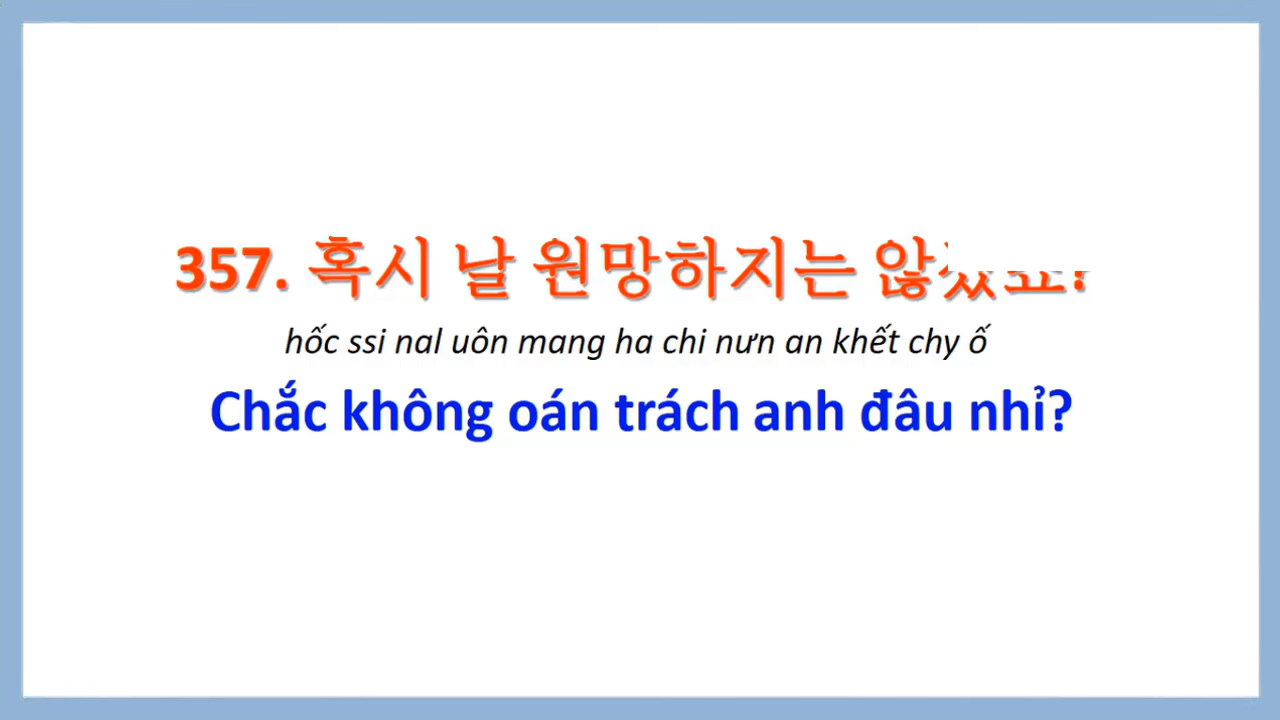 357. 혹시 날 원망하지는
hốc ssi nal uôn mang ha chi nưn an khết chy ố
Chắc không oán trách anh đâu nhỉ?